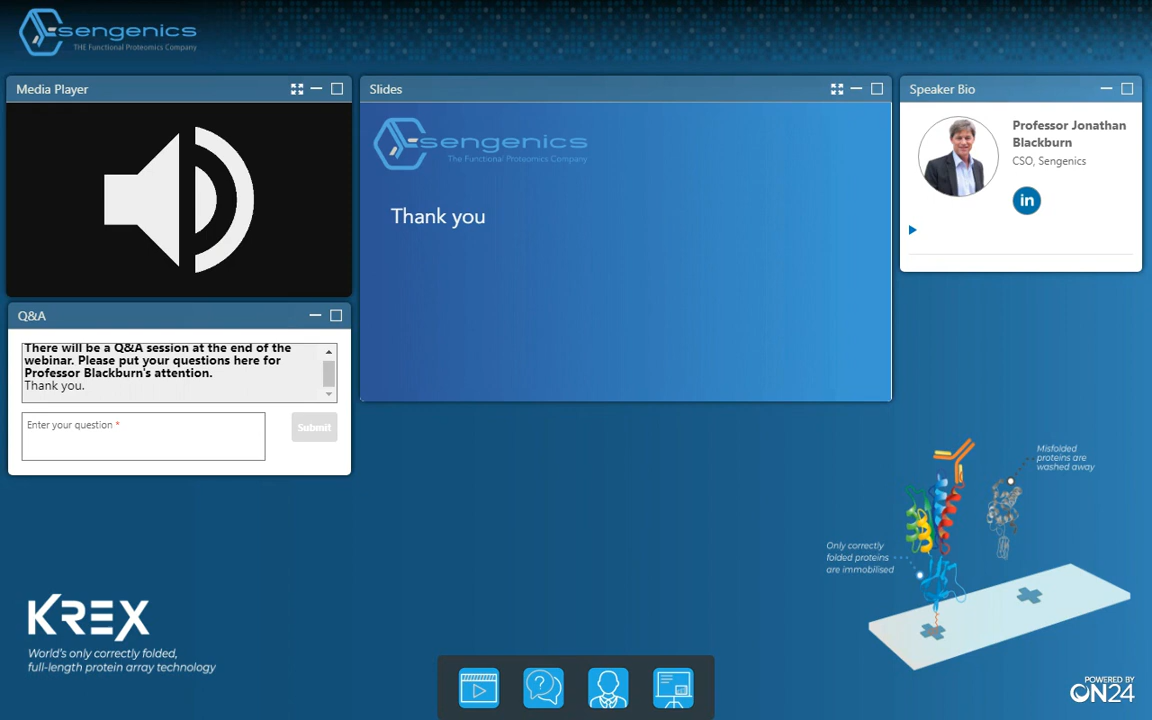 sengenics
THE Functional Proteomics Company
Media Player
Slides
Speaker Bio
sengenics
The Functional Proteomics Company
Thank you
Professor Jonathan
Blackburn
CSO, Sengenics
in
Q&A
There will be a Q&A session at the end of the
webinar. Please put your questions here for
Professor Blackburn's attention.
Thank you.
Enter your question *
Submit
Misfolded
proteins are
washed away
Only correctly
folded proteins
are immobilised
KREX
World's only correctly folded,
full-length protein array technology
POWERED BY
ON24